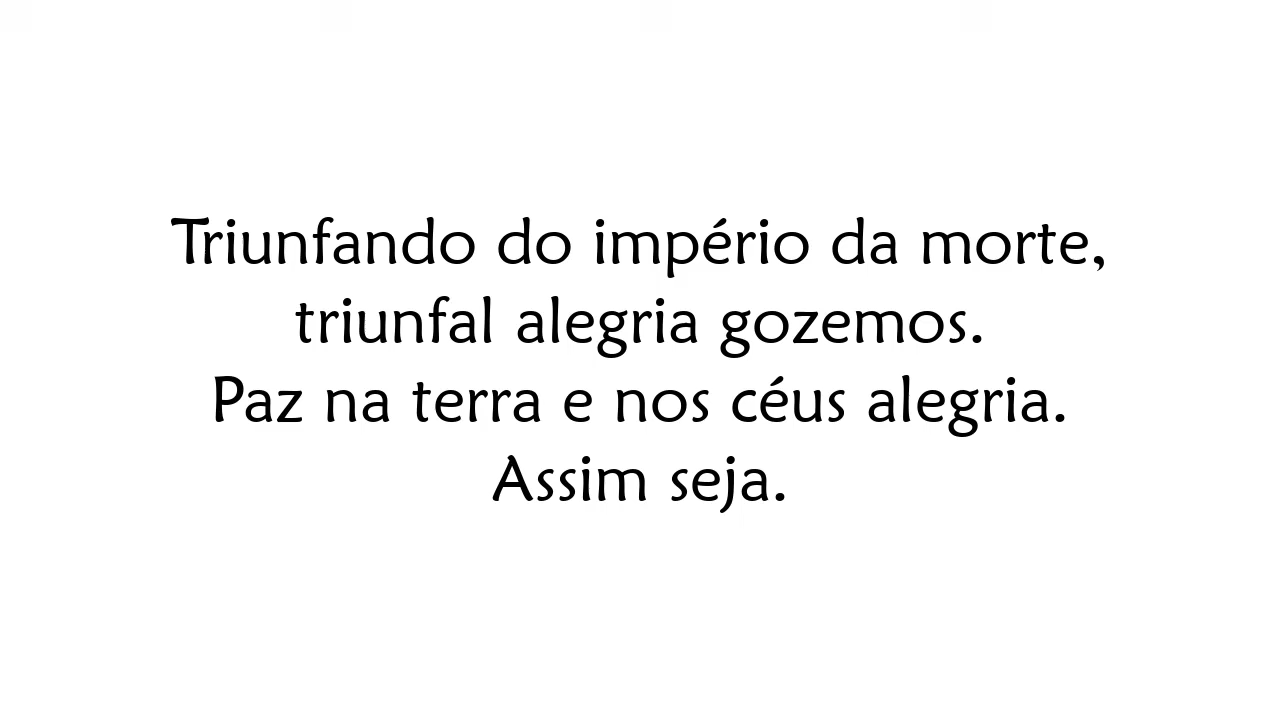 Triunfando do império da morte,
triunfal alegria gozemos.
Paz na terra e nos céus alegria.
Assim seja.